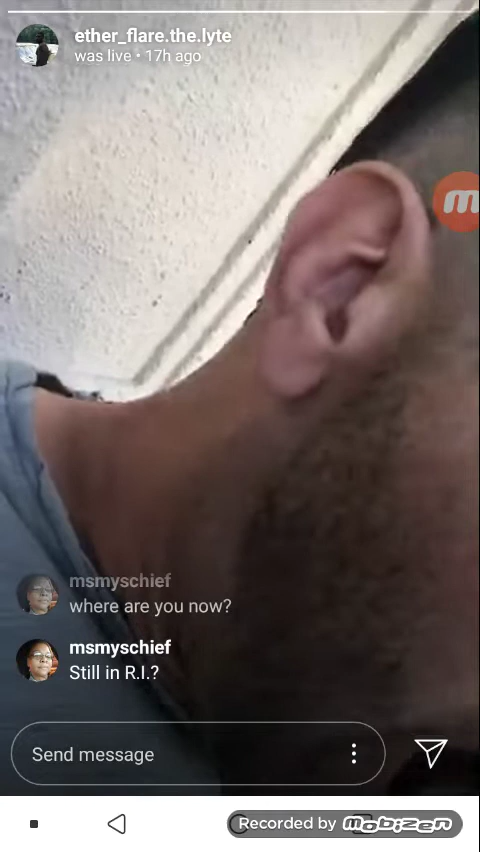 ether_flare.the.lyte
was live • 17h ago
m
msmyschief
where are you now?
msmyschief
Still in R.I.?
Send message
Recorded by mobizen